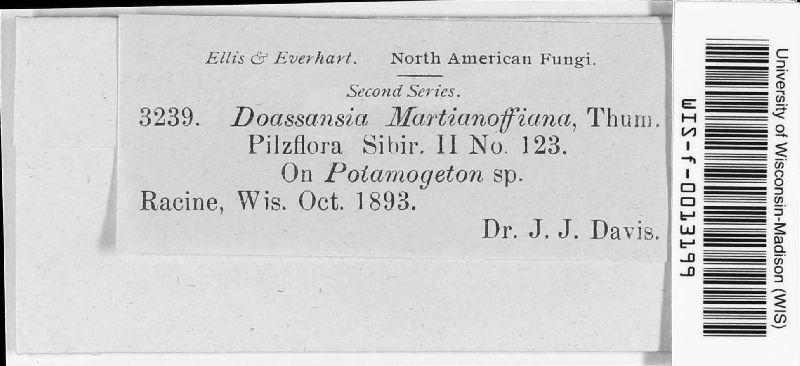 Ellis & Everhart. North American Fungi.
Second Series.
3239. Doassansia Martianoffiana, Thum.
Pilzflora Sibir. II No. 123.
On Potamogeton sp.
Racine, Wis. Oct. 1893.
Dr. J. J. Davis.
University of Wisconsin-Madison (WIS)
WIS-f-0013199